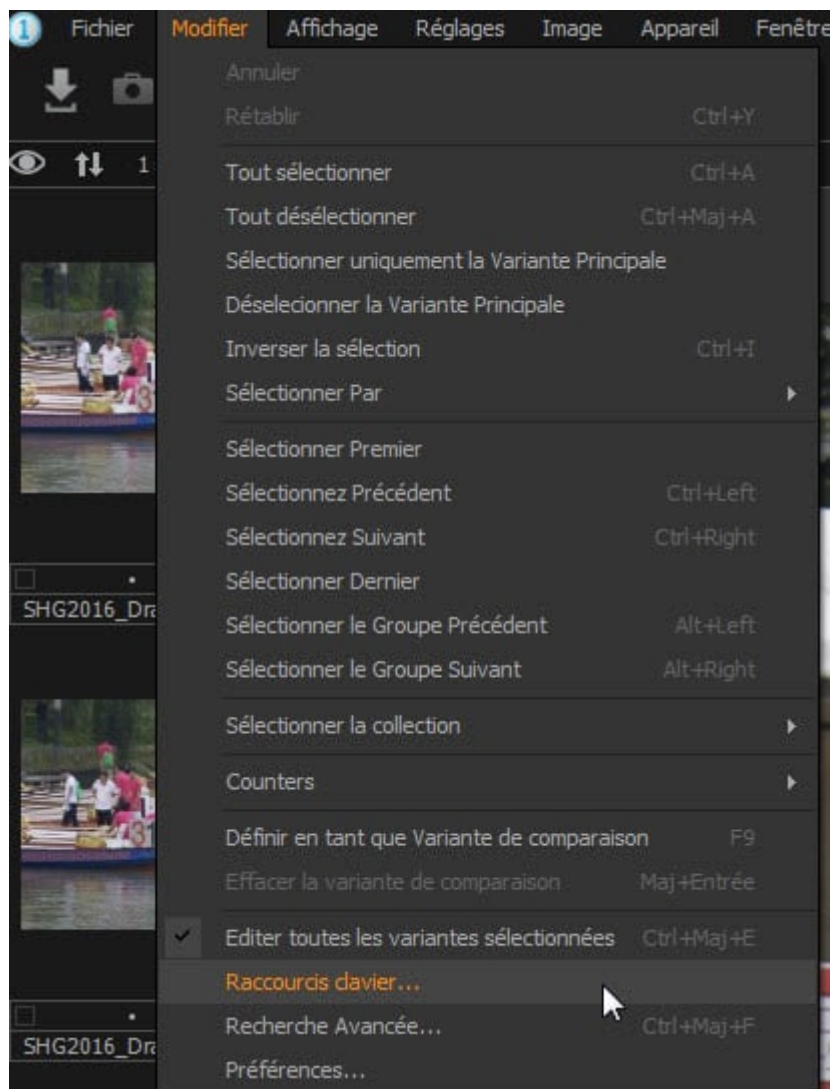 1 Fichier Modifier Affichage Réglages Image Appareil Fenêtre
Annuler
Rétablir Ctrl+Y
1
Tout sélectionner Ctrl+A
Tout désélectionner Ctrl+Maj+A
Sélectionner uniquement la Variante Principale
Déselecionner la Variante Principale
Inverser la sélection Ctrl+I
Sélectionner Par
Sélectionner Premier
Sélectionnez Précédent Ctrl+Left
Sélectionnez Suivant Ctrl+Right
Sélectionner Dernier
SHG2016_Dra
Sélectionner le Groupe Précédent Alt+Left
Sélectionner le Groupe Suivant Alt+Right
Sélectionner la collection
Counters
Définir en tant que Variante de comparaison F9
Effacer la variante de comparaison Maj+Entrée
Editer toutes les variantes sélectionnées Ctrl+Maj+E
Raccourcis clavier...
Recherche Avancée... Ctrl+Maj+F
SHG2016_Dra
Préférences...